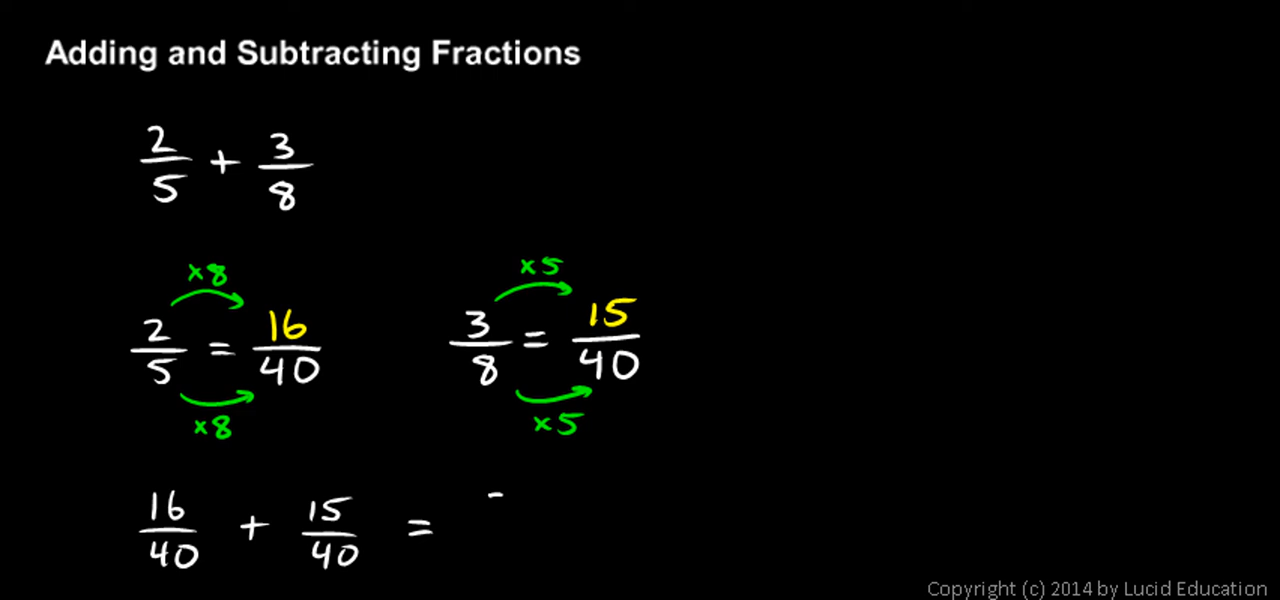 Adding and Subtracting Fractions
2/5 + 3/8
×8 ×5
2/5 = 16/40 3/8 = 15/40
×8 ×5
16/40 + 15/40 =
Copyright (c) 2014 by Lucid Education